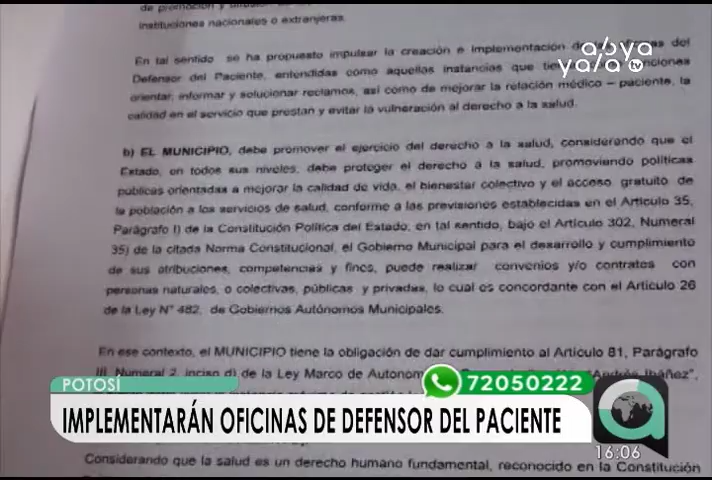 de promoción y
instituciones nacionales o extranjeras.
En tal sentido se ha propuesto impulsar la creación e implementación de oficinas del
Defensor del Paciente, entendidas como aquellas instancias que
orientar, informar y solucionar reclamos, así como de mejorar la relación médico – paciente, la
calidad en el servicio que prestan y evitar la vulneración al derecho a la salud.
b) EL MUNICIPIO, debe promover el ejercicio del derecho a la salud, considerando que el
Estado, en todos sus niveles, debe proteger el derecho a la salud, promoviendo políticas
públicas orientadas a mejorar la calidad de vida, el bienestar colectivo y el acceso gratuito de
la población a los servicios de salud, conforme a las previsiones establecidas en el Artículo 35,
Parágrafo I) de la Constitución Política del Estado, en tal sentido, bajo el Artículo 302, Numeral
35) de la citada Norma Constitucional, el Gobierno Municipal para el desarrollo y cumplimiento
de sus atribuciones, competencias y fines, puede realizar convenios y/o contratos con
personas naturales, o colectivas, públicas y privadas, lo cual es concordante con el Artículo 26
de la Ley N° 482, de Gobiernos Autónomos Municipales.
En ese contexto, el MUNICIPIO tiene la obligación de dar cumplimiento al Artículo 81, Parágrafo
III, Numeral 2, inciso d) de la Ley Marco de Autonom "Andrés Ibáñez",
Considerando que la salud es un derecho humano fundamental, reconocido en la Constitución
abya
yala tv
POTOSÍ
72050222
IMPLEMENTARÁN OFICINAS DE DEFENSOR DEL PACIENTE
a
16:06